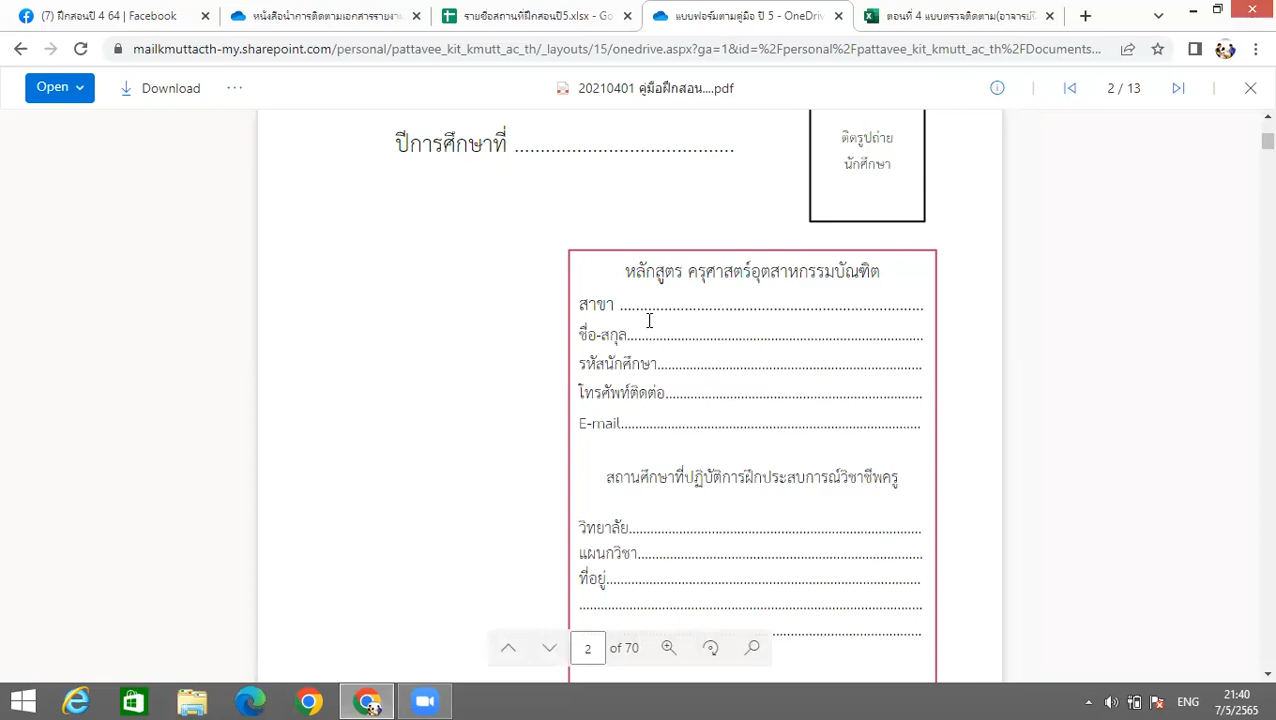 (7) ฝึกสอนปี 4 64 | Facebook
หนังสือนำการติดตามเอกสารรายงา
รายชื่อสถานที่ฝึกสอนปี5.xlsx - Go
แบบฟอร์มตามคู่มือ ปี 5 - OneDriv
ตอนที่ 4 แบบตรวจติดตาม(อาจารย์
mailkmuttacth-my.sharepoint.com/personal/pattavee_kit_kmutt_ac_th/_layouts/15/onedrive.aspx?ga=1&id=%2Fpersonal%2Fpattavee_kit_kmutt_ac_th%2FDocuments...
Open
Download
20210401 คู่มือฝึกสอน....pdf
2 / 13
ปีการศึกษาที่ ..........................................
ติดรูปถ่าย
นักศึกษา
หลักสูตร ครุศาสตร์อุตสาหกรรมบัณฑิต
สาขา ..........................................
ชื่อ-สกุล..........................................
รหัสนักศึกษา..........................................
โทรศัพท์ติดต่อ..........................................
E-mail..........................................
สถานศึกษาที่ปฏิบัติการฝึกประสบการณ์วิชาชีพครู
วิทยาลัย..........................................
แผนกวิชา..........................................
ที่อยู่..........................................
2 of 70
ENG
21:40
7/5/2565